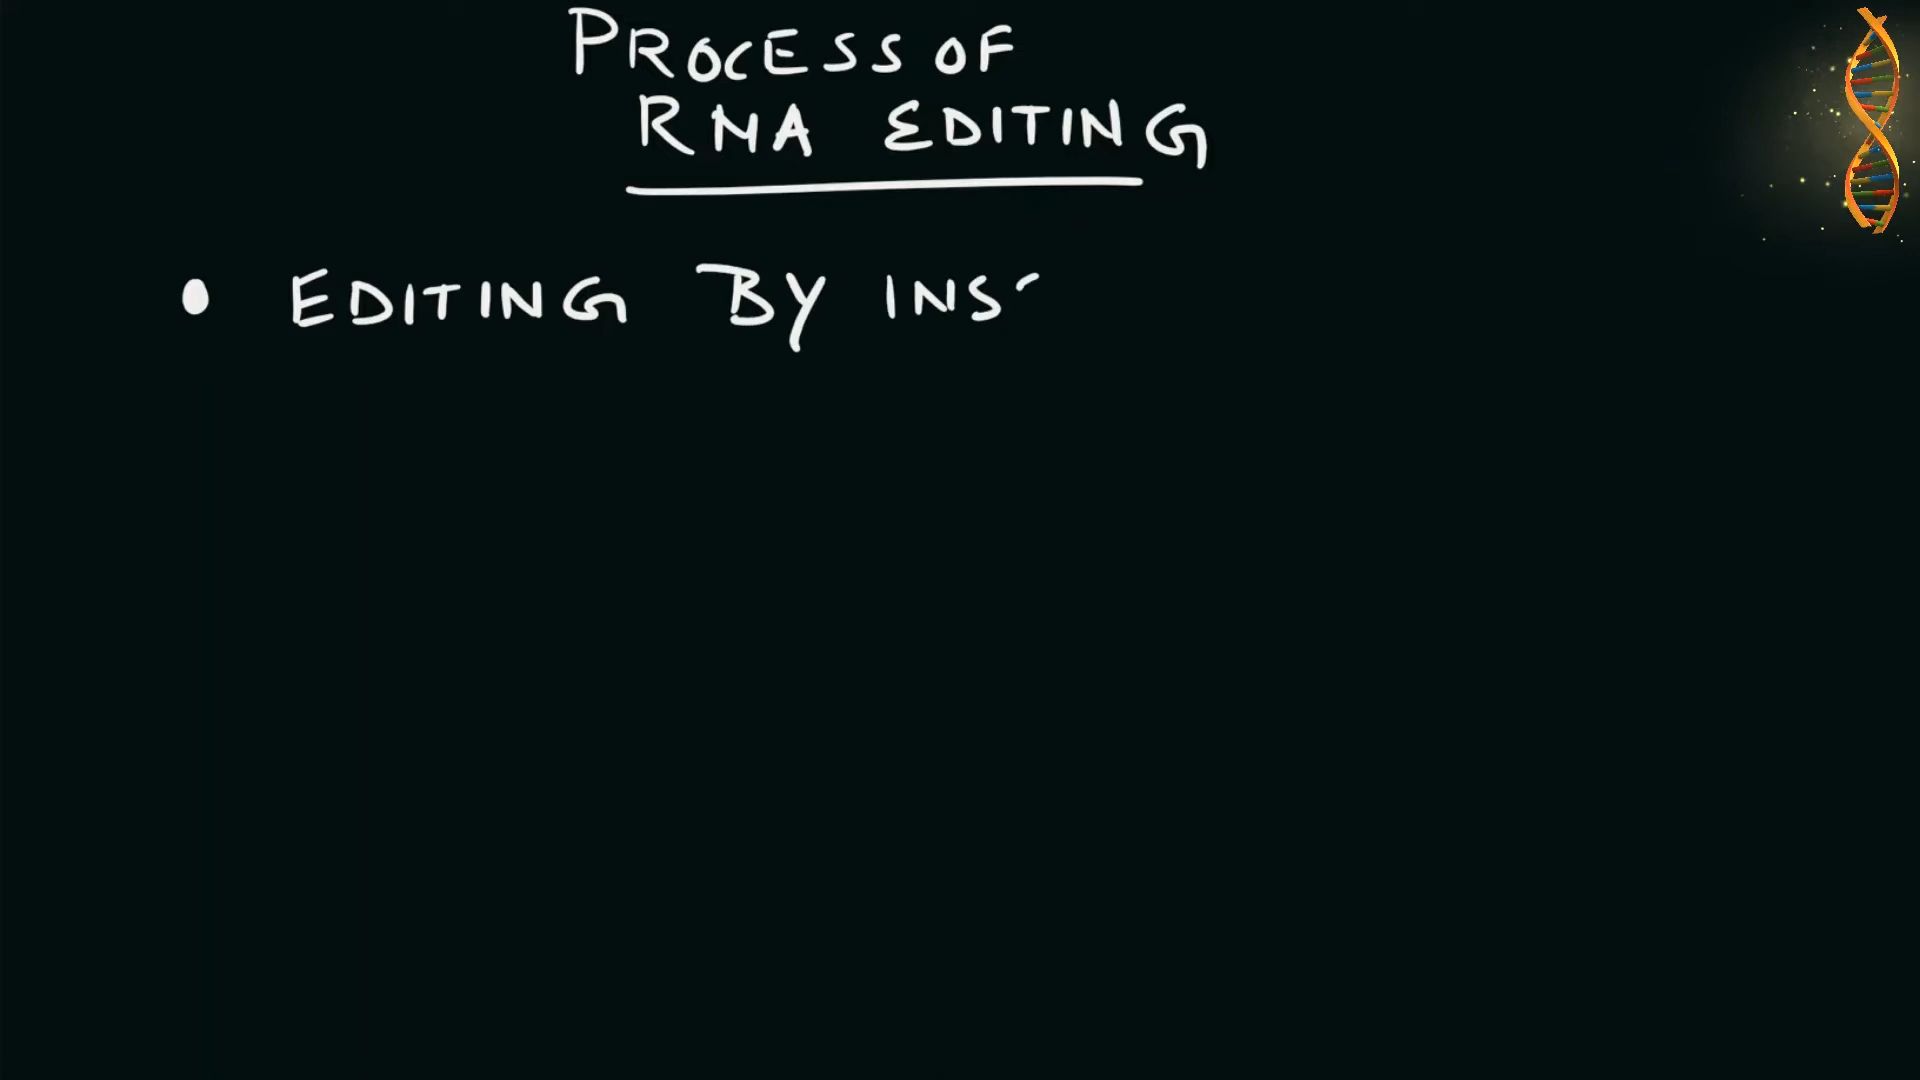 PROCESS OF
RNA EDITING
• EDITING BY INS